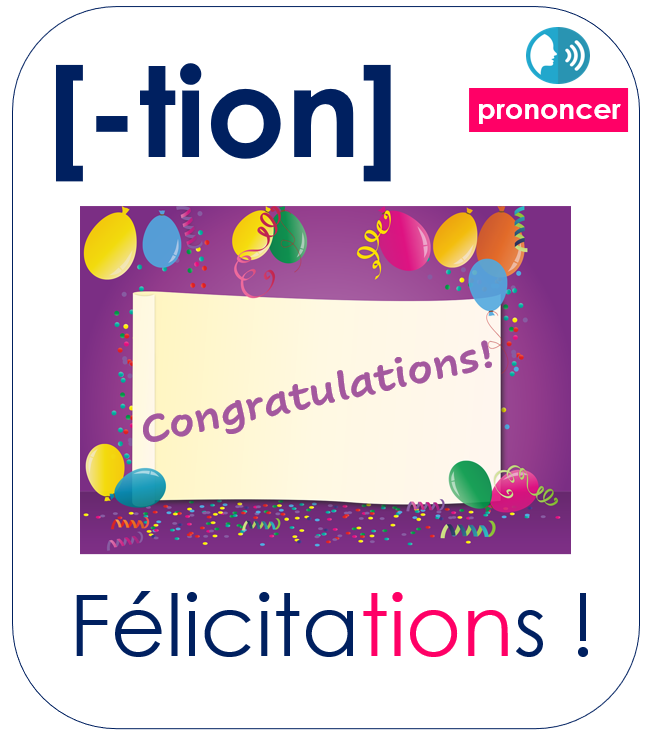 [-tion]
prononcer
Congratulations!
Félicitations !